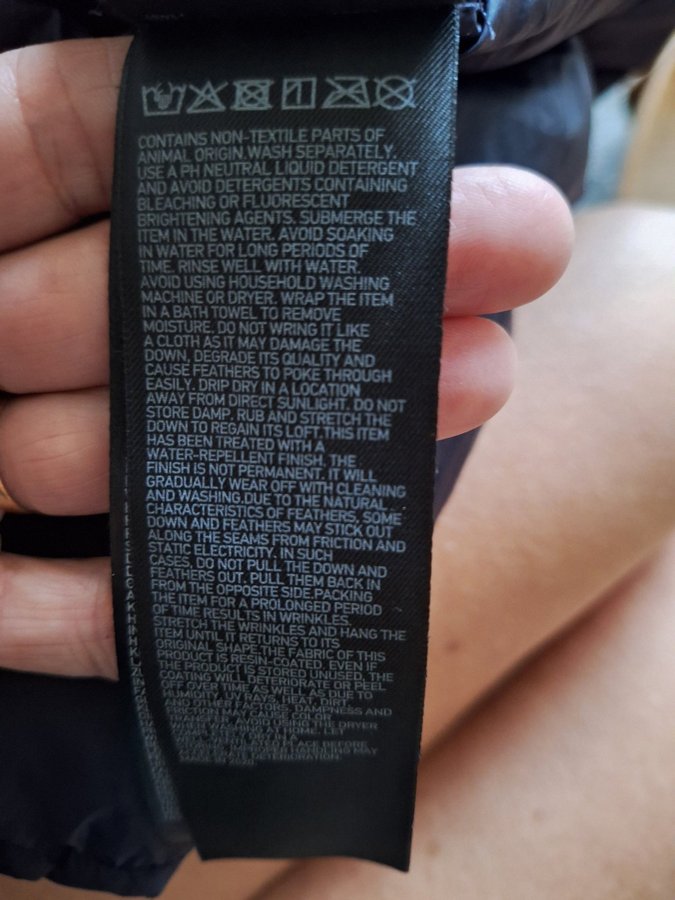 CONTAINS NON-TEXTILE PARTS OF
ANIMAL ORIGIN.WASH SEPARATELY.
USE A PH NEUTRAL LIQUID DETERGENT
AND AVOID DETERGENTS CONTAINING
BLEACHING OR FLUORESCENT
BRIGHTENING AGENTS. SUBMERGE THE
ITEM IN THE WATER. AVOID SOAKING
IN WATER FOR LONG PERIODS OF
TIME. RINSE WELL WITH WATER.
AVOID USING HOUSEHOLD WASHING
MACHINE OR DRYER. WRAP THE ITEM
IN A BATH TOWEL TO REMOVE
MOISTURE. DO NOT WRING IT LIKE
A CLOTH AS IT MAY DAMAGE THE
DOWN, DEGRADE ITS QUALITY AND
CAUSE FEATHERS TO POKE THROUGH
EASILY. DRIP DRY IN A LOCATION
AWAY FROM DIRECT SUNLIGHT. DO NOT
STORE DAMP. RUB AND STRETCH THE
DOWN TO REGAIN ITS LOFT.THIS ITEM
HAS BEEN TREATED WITH A
WATER-REPELLENT FINISH. THE
FINISH IS NOT PERMANENT. IT WILL
GRADUALLY WEAR OFF WITH CLEANING
AND WASHING.DUE TO THE NATURAL
CHARACTERISTICS OF FEATHERS, SOME
DOWN AND FEATHERS MAY STICK OUT
ALONG THE SEAMS FROM FRICTION AND
STATIC ELECTRICITY. IN SUCH
CASES, DO NOT PULL THE DOWN AND
FEATHERS OUT. PULL THEM BACK IN
FROM THE OPPOSITE SIDE.PACKING
THE ITEM FOR A PROLONGED PERIOD
OF TIME RESULTS IN WRINKLES.
STRETCH THE WRINKLES AND HANG THE
ITEM UNTIL IT RETURNS TO ITS
ORIGINAL SHAPE.THE FABRIC OF THIS
PRODUCT IS RESIN-COATED. EVEN IF
THE PRODUCT IS STORED UNUSED, THE
COATING WILL DETERIORATE OR PEEL
OFF OVER TIME AS WELL AS DUE TO
HUMIDITY, UV RAYS, HEAT, DIRT,
AND OTHER FACTORS. DAMPNESS AND
CAUSE COLOR
AVOID USING THE DRYER
AT HOME. LET
PLACE BEFORE
HANDLING MAY
DETERIORATION.